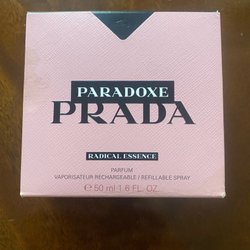 PARADOXE
PRADA
RADICAL ESSENCE
PARFUM
VAPORISATEUR RECHARGEABLE / REFILLABLE SPRAY
℮ 50 ml 1.6 FL. OZ